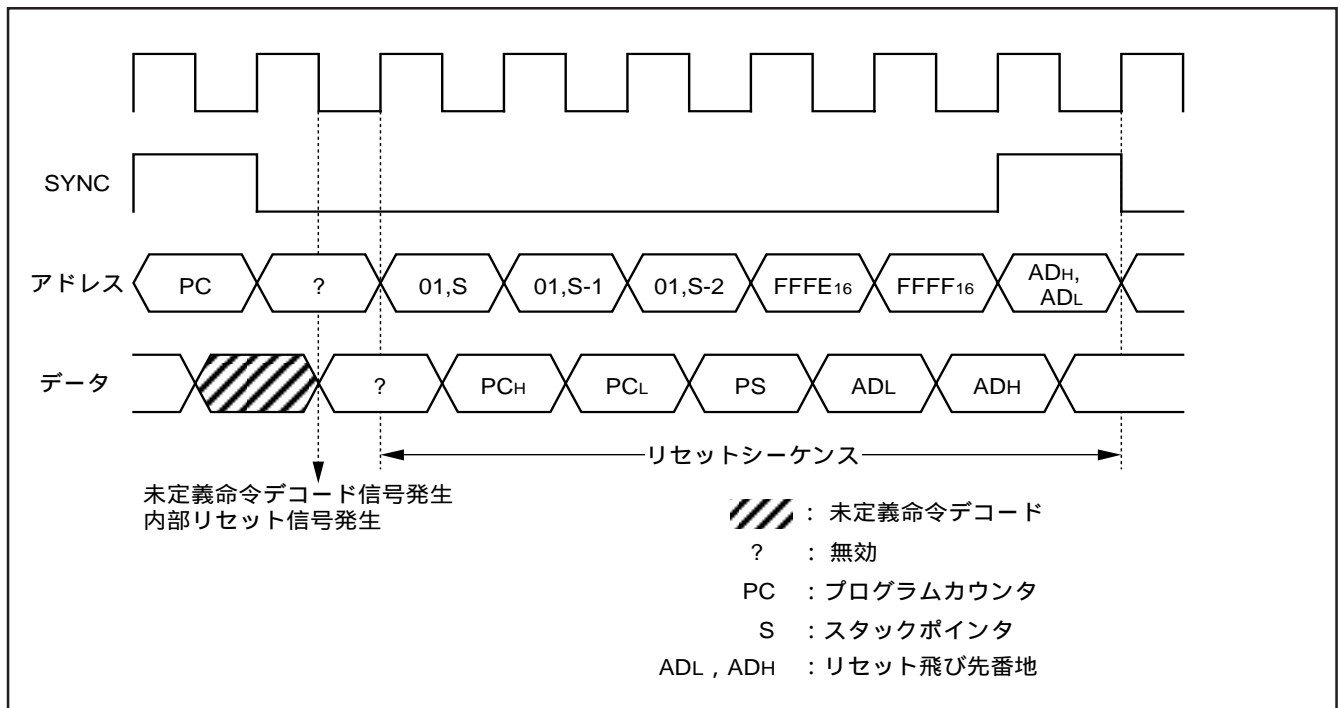 SYNC
アドレス PC ? 01,S 01,S-1 01,S-2 FFFE16 FFFF16 ADH, ADL
データ ? PCH PCL PS ADL ADH
リセットシーケンス
未定義命令デコード信号発生
内部リセット信号発生
: 未定義命令デコード
? : 無効
PC : プログラムカウンタ
S : スタックポインタ
ADL , ADH : リセット飛び先番地